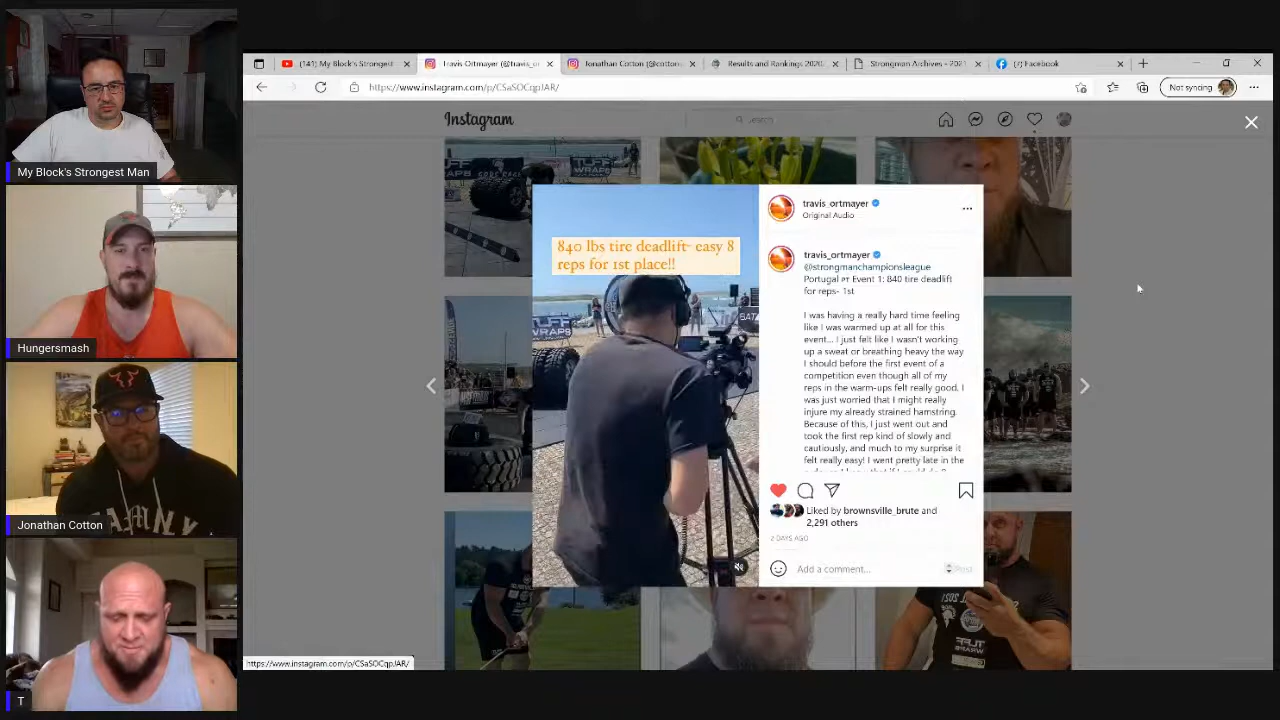 My Block's Strongest Man
Hungersmash
Jonathan Cotton
T
(141) My Block's Strongest
Travis Ortmayer (@travis_or
Jonathan Cotton (@cotton
Results and Rankings 2020
Strongman Archives - 2021
(7) Facebook
https://www.instagram.com/p/CSaSOCqpJAR/
Not syncing
Instagram
Search
TUFF
WRAPS
840 lbs tire deadlift- easy 8
reps for 1st place!!
travis_ortmayer
Original Audio
travis_ortmayer
@strongmanchampionsleague
Portugal PT Event 1: 840 tire deadlift
for reps- 1st
I was having a really hard time feeling
like I was warmed up at all for this
event... I just felt like I wasn't working
up a sweat or breathing heavy the way
I should before the first event of a
competition even though all of my
reps in the warm-ups felt really good. I
was just worried that I might really
injure my already strained hamstring.
Because of this, I just went out and
took the first rep kind of slowly and
cautiously, and much to my surprise it
felt really easy! I went pretty late in the
Liked by brownsville_brute and
2,291 others
2 DAYS AGO
Add a comment...
Post
https://www.instagram.com/p/CSaSOCqpJAR/